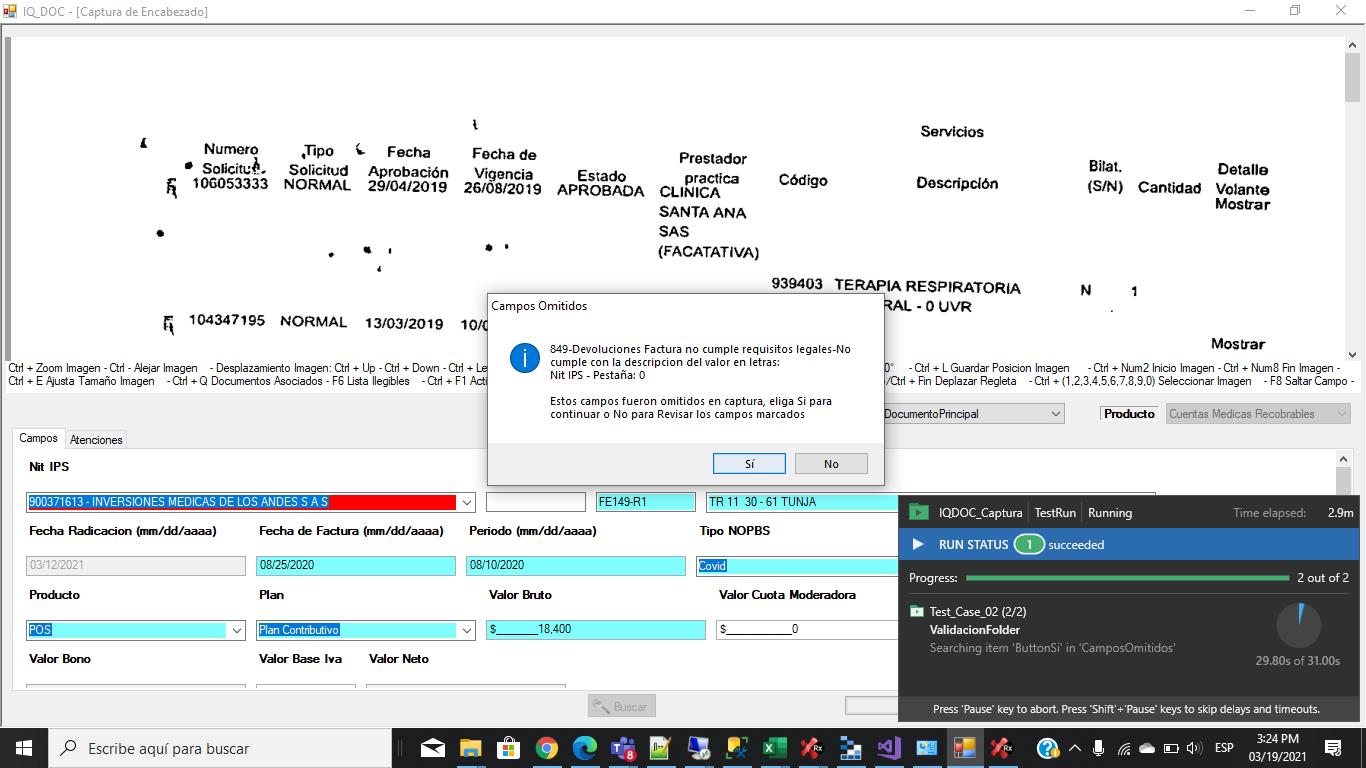 IQ_DOC - [Captura de Encabezado]
Servicios
Numero Solicitud
Tipo Solicitud
Fecha Aprobación
Fecha de Vigencia
Estado
Prestador practica
Código
Descripción
Bilat. (S/N)
Cantidad
Detalle Volante
106053333 NORMAL 29/04/2019 26/08/2019 APROBADA CLINICA Mostrar
SANTA ANA
SAS
(FACATATIVA)
939403 TERAPIA RESPIRATORIA N 1
RAL - 0 UVR
104347195 NORMAL 13/03/2019 10/0
Mostrar
Ctrl + Zoom Imagen - Ctrl - Alejar Imagen - Desplazamiento Imagen: Ctrl + Up - Ctrl + Down - Ctrl + Le 0° - Ctrl + L Guardar Posicion Imagen - Ctrl + Num2 Inicio Imagen - Ctrl + Num8 Fin Imagen -
Ctrl + E Ajusta Tamaño Imagen - Ctrl + Q Documentos Asociados - F6 Lista Ilegibles - Ctrl + F1 Acti /Ctrl + Fin Deplazar Regleta - Ctrl + (1,2,3,4,5,6,7,8,9,0) Seleccionar Imagen - F8 Saltar Campo -
Campos Omitidos
849-Devoluciones Factura no cumple requisitos legales-No
cumple con la descripcion del valor en letras:
Nit IPS - Pestaña: 0
Estos campos fueron omitidos en captura, eliga Si para
continuar o No para Revisar los campos marcados
Sí No
DocumentoPrincipal Producto Cuentas Medicas Recobrables
Campos Atenciones
Nit IPS
900371613 - INVERSIONES MEDICAS DE LOS ANDES S A S FE149-R1 TR 11 30 - 61 TUNJA
Fecha Radicacion (mm/dd/aaaa) Fecha de Factura (mm/dd/aaaa) Periodo (mm/dd/aaaa) Tipo NOPBS
03/12/2021 08/25/2020 08/10/2020 Covid
Producto Plan Valor Bruto Valor Cuota Moderadora
POS Plan Contributivo $______18,400 $___________0
Valor Bono Valor Base Iva Valor Neto
Buscar
IQDOC_Captura TestRun Running Time elapsed: 2.9m
RUN STATUS 1 succeeded
Progress: 2 out of 2
Test_Case_02 (2/2)
ValidacionFolder
Searching item 'ButtonSi' in 'CamposOmitidos'
29.80s of 31.00s
Press 'Pause' key to abort. Press 'Shift'+'Pause' keys to skip delays and timeouts.
Escribe aquí para buscar
8
ESP
3:24 PM
03/19/2021